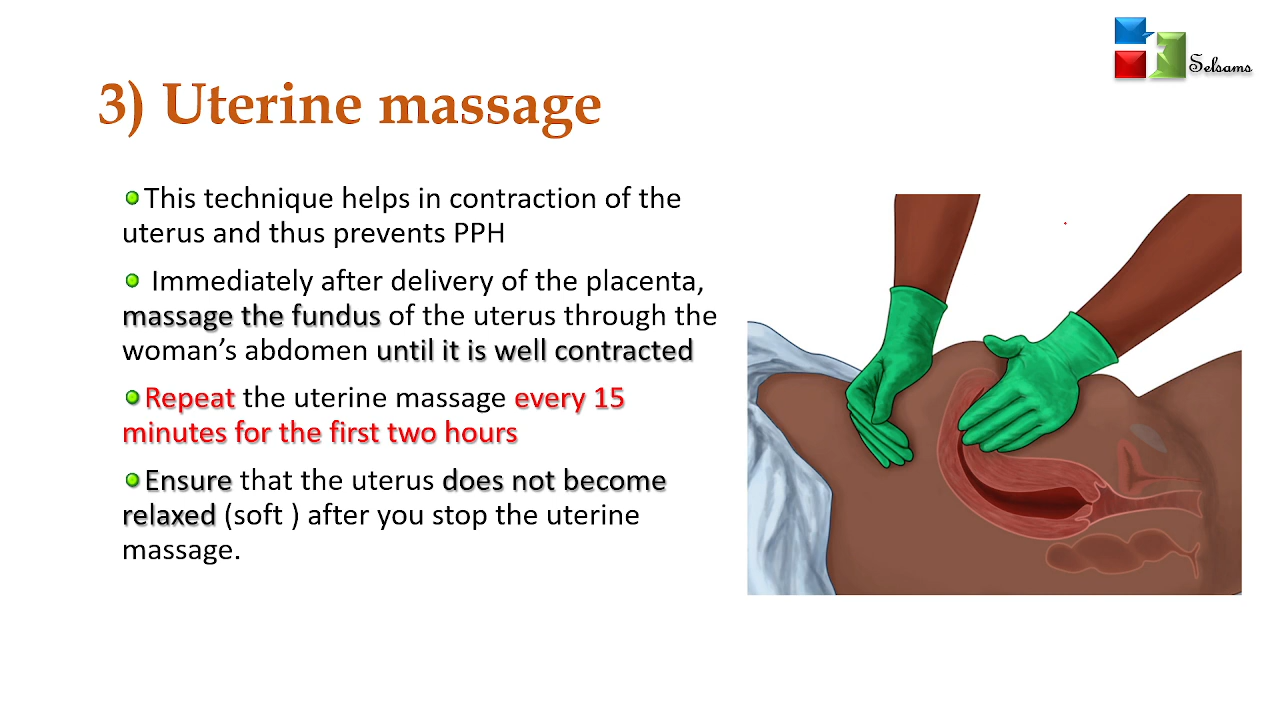 Selsams
3) Uterine massage
This technique helps in contraction of the
uterus and thus prevents PPH
Immediately after delivery of the placenta,
massage the fundus of the uterus through the
woman’s abdomen until it is well contracted
Repeat the uterine massage every 15
minutes for the first two hours
Ensure that the uterus does not become
relaxed (soft ) after you stop the uterine
massage.